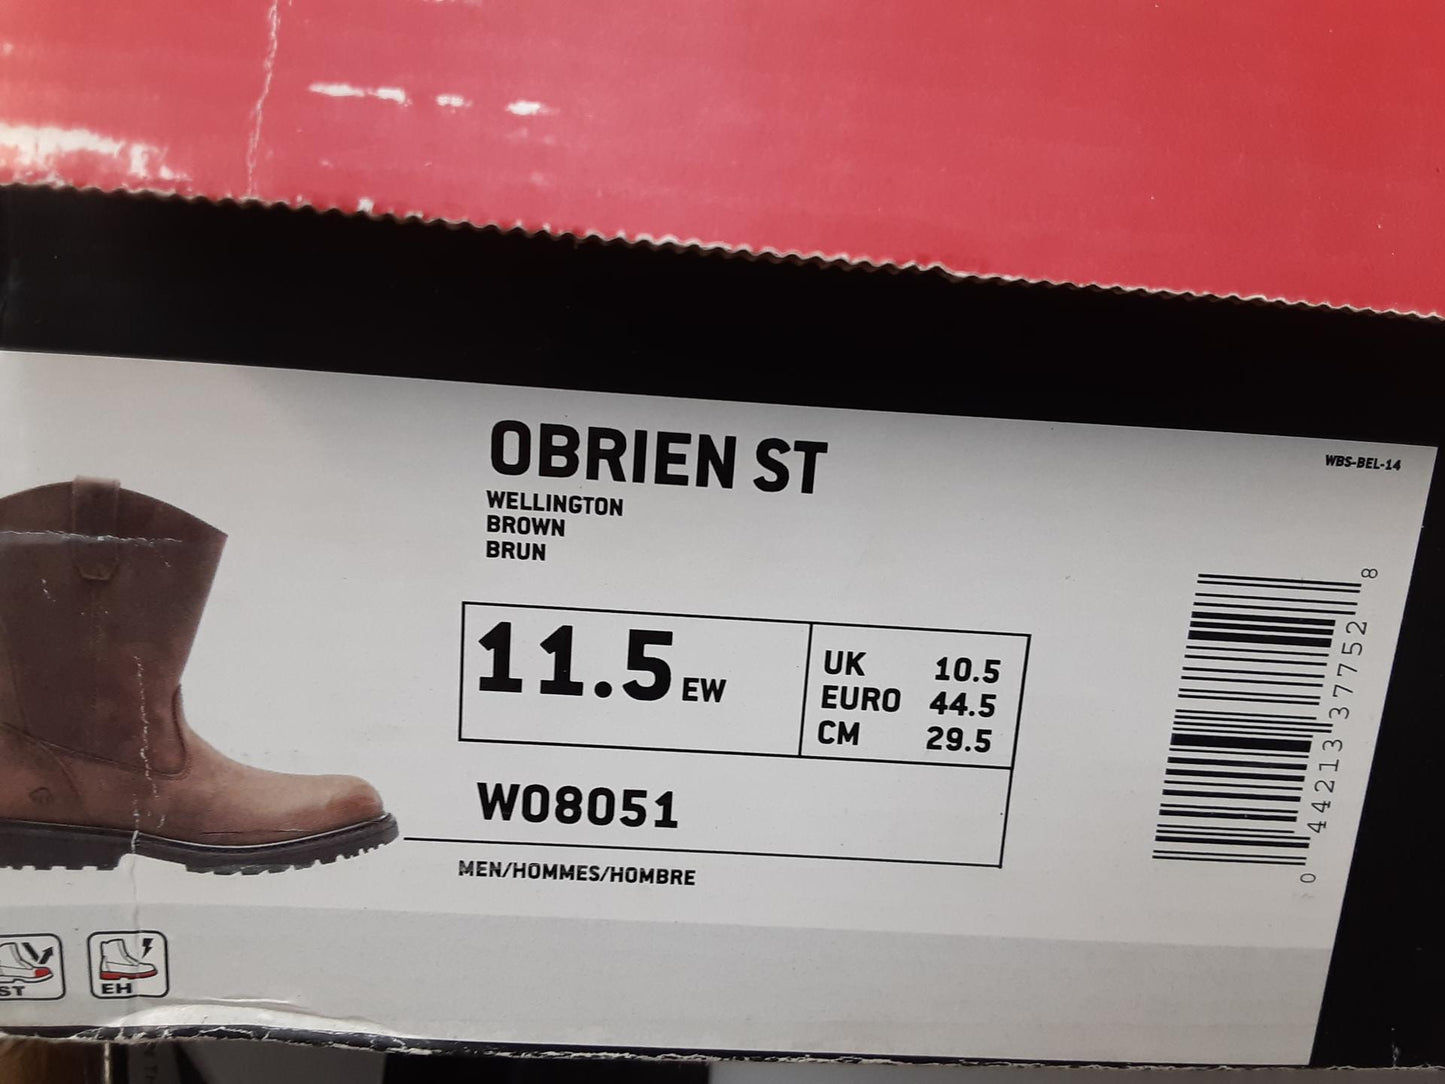 OBRIEN ST
WELLINGTON
BROWN
BRUN
WBS-BEL-14
11.5 EW
UK 10.5
EURO 44.5
CM 29.5
W08051
MEN/HOMMES/HOMBRE
0 44213 37752 8
ST
EH